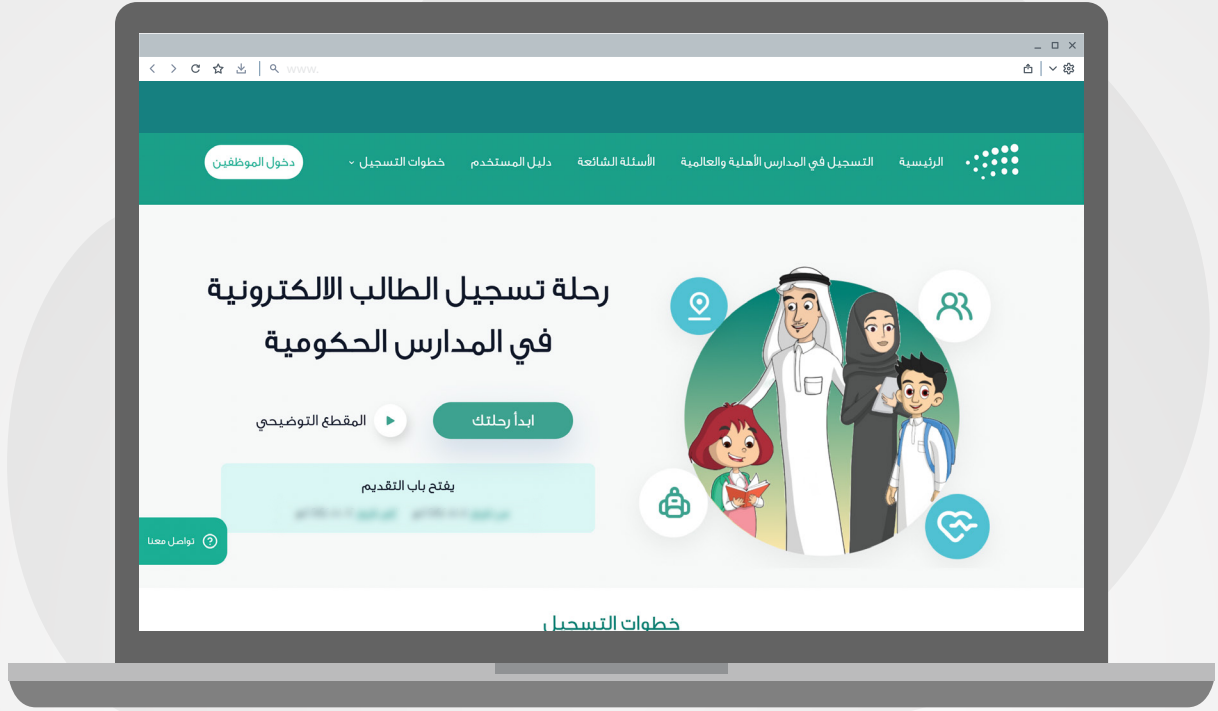 www.
الرئيسية
التسجيل في المدارس الأهلية والعالمية
الأسئلة الشائعة
دليل المستخدم
خطوات التسجيل
دخول الموظفين
رحلة تسجيل الطالب الالكترونية
في المدارس الحكومية
ابدأ رحلتك
المقطع التوضيحي
يفتح باب التقديم
تواصل معنا
خطوات التسجيل